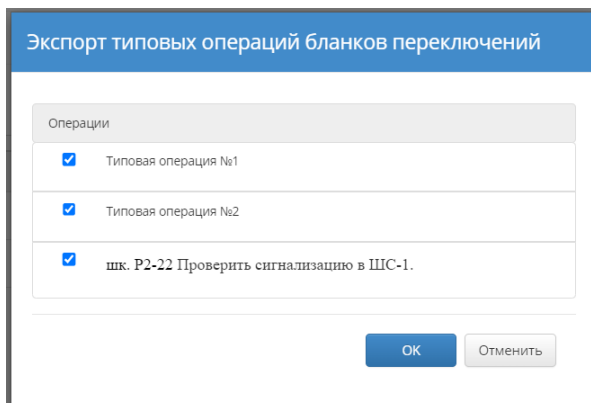 Экспорт типовых операций бланков переключений
Операции
Типовая операция №1
Типовая операция №2
шк. Р2-22 Проверить сигнализацию в ШС-1.
ОК
Отменить